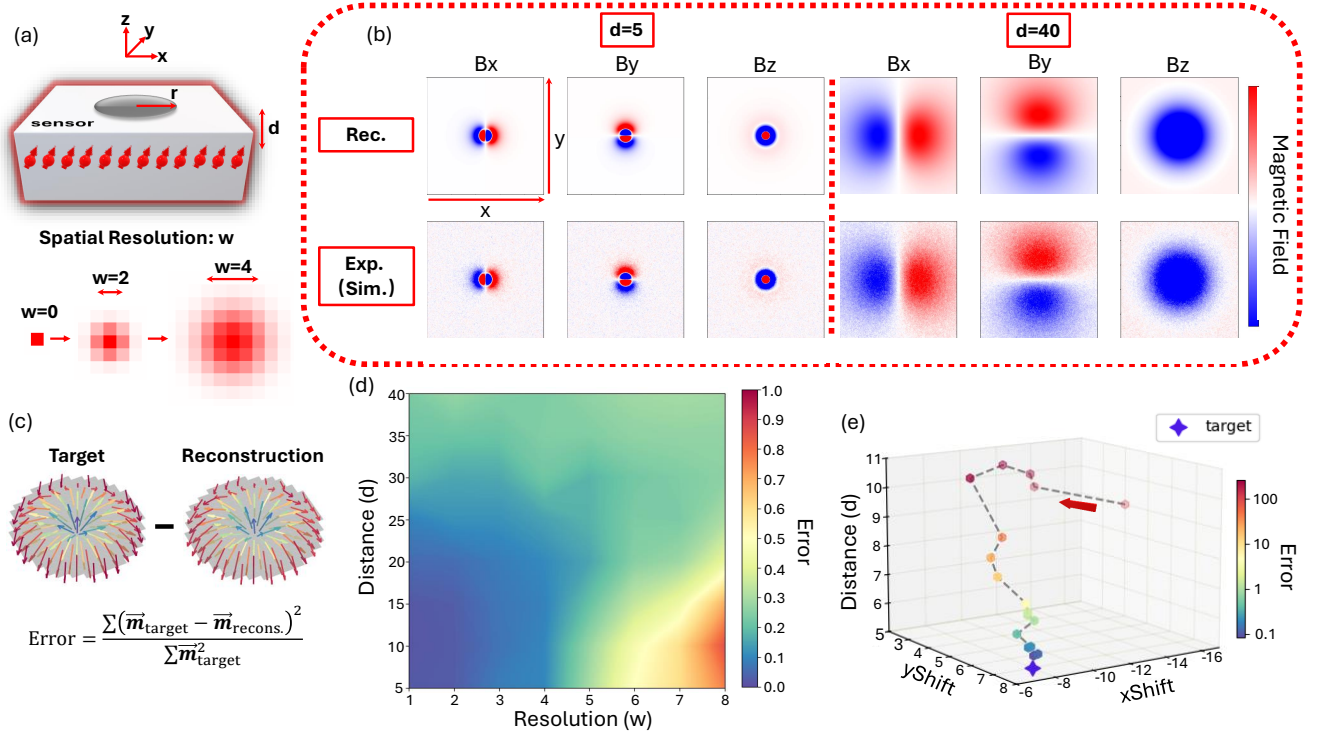 (a)
z
y
x
r
sensor
d
Spatial Resolution: w
w=0
w=2
w=4
(b)
d=5
d=40
Bx By Bz Bx By Bz
Rec.
y
x
Exp.
(Sim.)
Magnetic Field
(c)
Target Reconstruction
–
Error = ∑(m⃗target − m⃗recons.)² / ∑m⃗²target
(d)
40
35
30
25
20
15
10
5
Distance (d)
1 2 3 4 5 6 7 8
Resolution (w)
1.0
0.9
0.8
0.7
0.6
0.5
0.4
0.3
0.2
0.1
0.0
Error
(e)
target
11
10
9
8
7
6
5
Distance (d)
3 4 5 6 7 8
yShift
-6 -8 -10 -12 -14 -16
xShift
100
10
1
0.1
Error